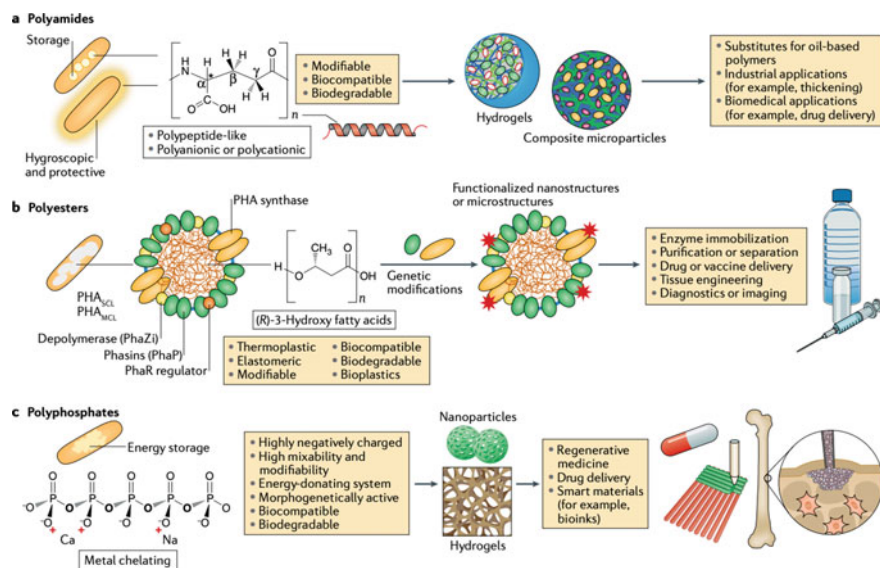 a Polyamides
Storage
Hygroscopic
and protective
N
H
α
*
β
γ
H H
H H
O
O OH
n
• Polypeptide-like
• Polyanionic or polycationic
• Modifiable
• Biocompatible
• Biodegradable
Hydrogels
Composite microparticles
• Substitutes for oil-based
polymers
• Industrial applications
(for example, thickening)
• Biomedical applications
(for example, drug delivery)
b Polyesters
PHA synthase
PHASCL
PHAMCL
Depolymerase (PhaZi)
Phasins (PhaP)
PhaR regulator
H
O
CH3
O
OH
n
(R)-3-Hydroxy fatty acids
• Thermoplastic
• Elastomeric
• Modifiable
• Biocompatible
• Biodegradable
• Bioplastics
Genetic
modifications
Functionalized nanostructures
or microstructures
• Enzyme immobilization
• Purification or separation
• Drug or vaccine delivery
• Tissue engineering
• Diagnostics or imaging
c Polyphosphates
Energy storage
O O O O O
-O P O P O P O P O P O-
-O -O -O -O -O
+ + +
Ca Na
Metal chelating
• Highly negatively charged
• High mixability and
modifiability
• Energy-donating system
• Morphogenetically active
• Biocompatible
• Biodegradable
Nanoparticles
Hydrogels
• Regenerative
medicine
• Drug delivery
• Smart materials
(for example,
bioinks)